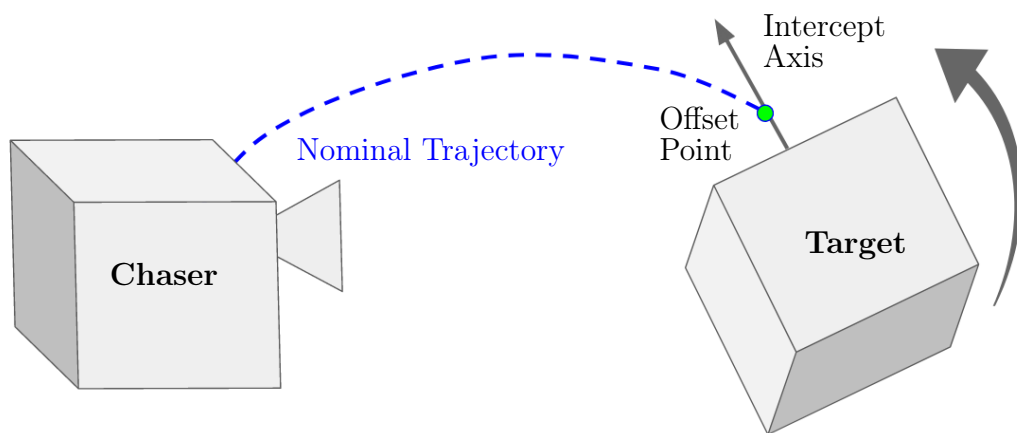 Intercept
Axis
Offset
Point
Nominal Trajectory
Chaser
Target